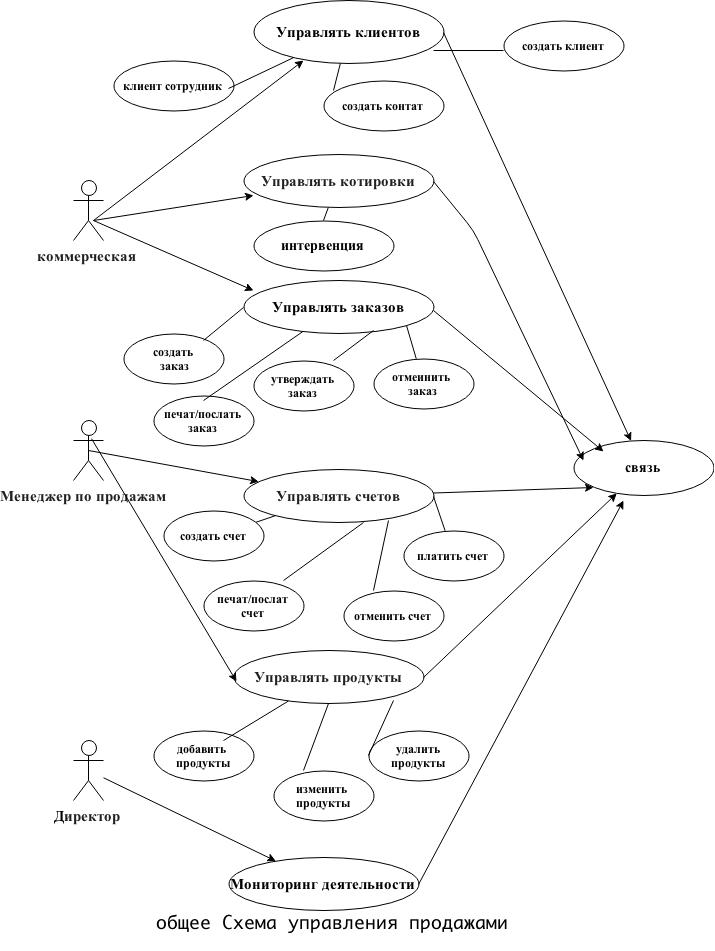 Управлять клиентов
создать клиент
клиент сотрудник
создать контат
Управлять котировки
коммерческая
интервенция
Управлять заказов
создать
заказ
утверждать
заказ
отмеинить
заказ
печат/послать
заказ
связь
Менеджер по продажам
Управлять счетов
создать счет
платить счет
печат/послат
счет
отменить счет
Управлять продукты
добавить
продукты
удалить
продукты
изменить
продукты
Директор
Мониторинг деятельности
общее Схема управления продажами